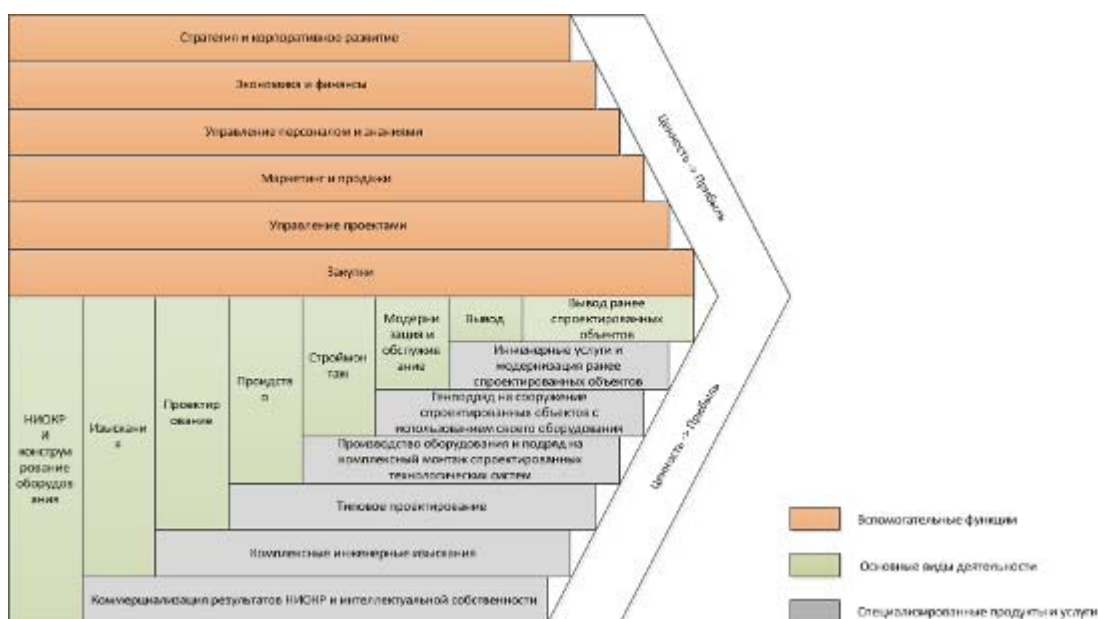 Стратегия и корпоративное развитие
Экономика и финансы
Управление персоналом и знаниями
Маркетинг и продажи
Управление проектами
Закупки
Ценность -> Прибыль
Ценность -> Прибыль
НИОКР
и
констру
рование
оборудов
ания
Изыскани
я
Проектир
ование
Проидств
о
Строймон
таж
Модерни
зация и
обслужив
ание
Вывод
Вывод ранее
спроектированных
объектов
Инженерные услуги и
модернизация ранее
спроектированных объектов
Генподряд на сооружение
спроектированных объектов с
использованием своего оборудования
Производство оборудования и подряд на
комплексный монтаж спроектированных
технологических систем
Типовое проектирование
Комплексные инженерные изыскания
Коммерциализация результатов НИОКР и интеллектуальной собственности
Вспомогательные функции
Основные виды деятельности
Специализированные продукты и услуги